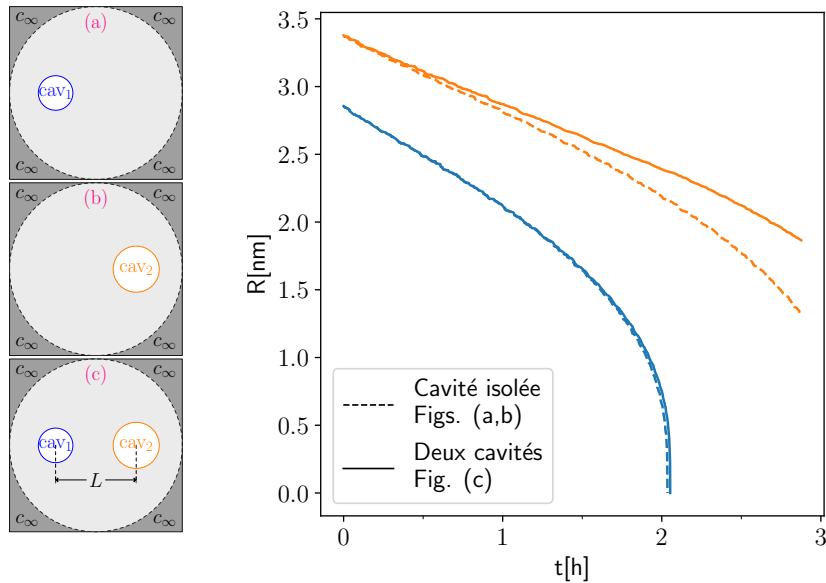 c∞ (a) c∞
cav₁
c∞ c∞
c∞ (b) c∞
cav₂
c∞ c∞
c∞ (c) c∞
cav₁ cav₂
L
c∞ c∞
R[nm]
3.5
3.0
2.5
2.0
1.5
1.0
0.5
0.0
Cavité isolée
Figs. (a,b)
Deux cavités
Fig. (c)
0 1 2 3
t[h]